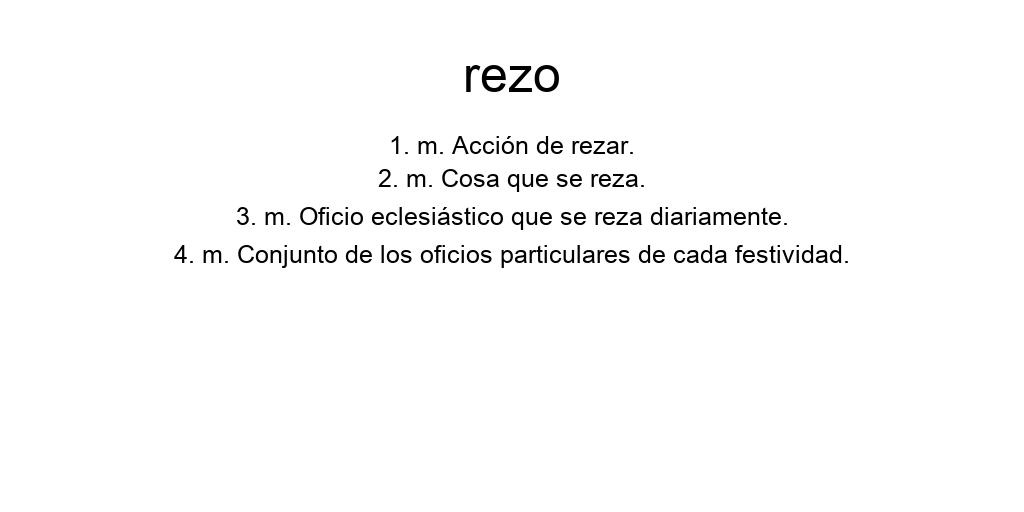 rezo
1. m. Acción de rezar.
2. m. Cosa que se reza.
3. m. Oficio eclesiástico que se reza diariamente.
4. m. Conjunto de los oficios particulares de cada festividad.